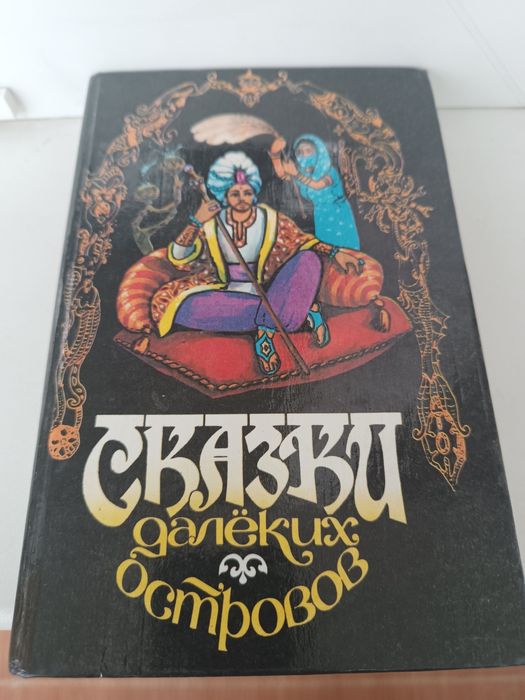 СКАЗКИ
далёких
островов